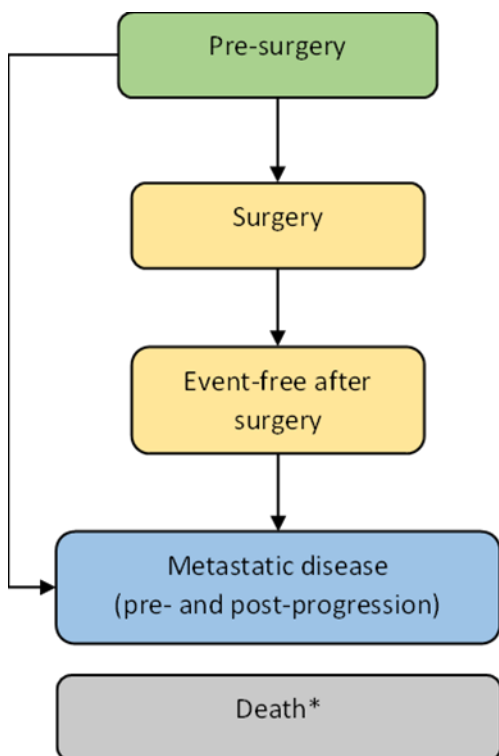 Pre-surgery
Surgery
Event-free after
surgery
Metastatic disease
(pre- and post-progression)
Death*